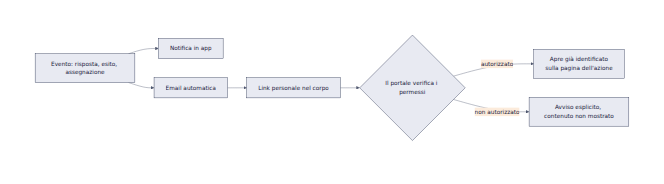 Evento: risposta, esito,
assegnazione
Notifica in app
Email automatica
Link personale nel corpo
Il portale verifica i
permessi
autorizzato
Apre già identificato
sulla pagina dell'azione
non autorizzato
Avviso esplicito,
contenuto non mostrato